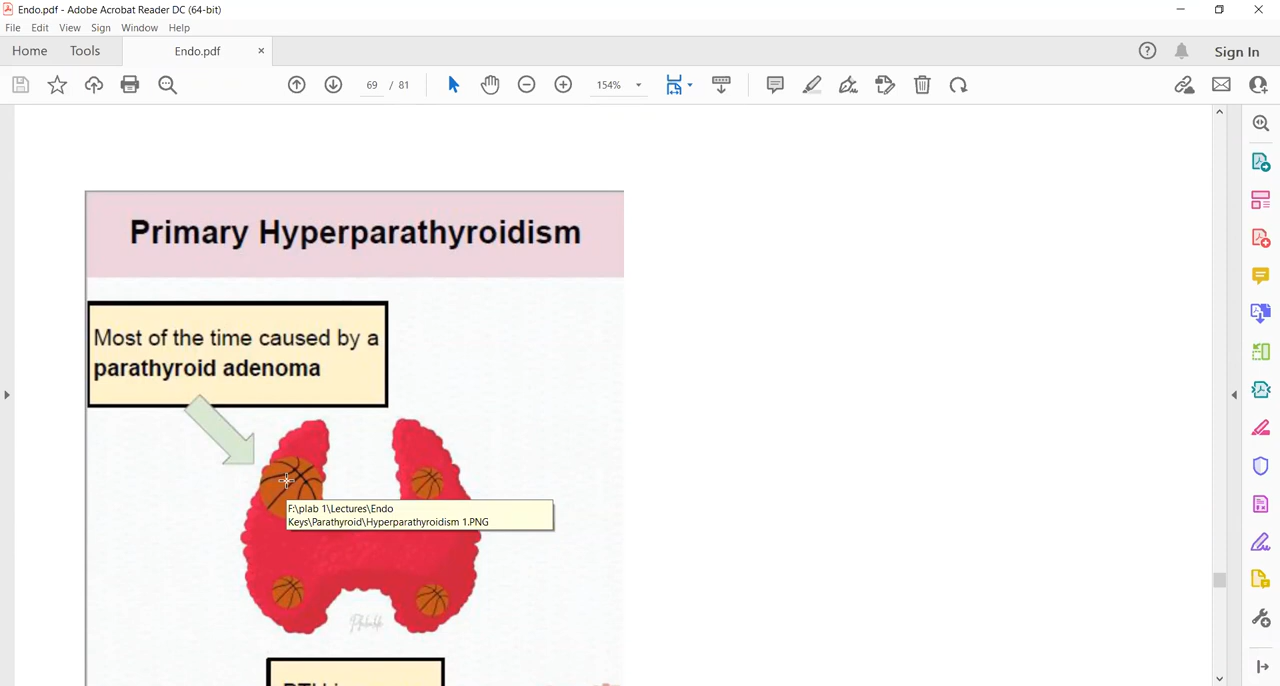 Endo.pdf - Adobe Acrobat Reader DC (64-bit)
File Edit View Sign Window Help
Home Tools Endo.pdf × Sign In
69 / 81 154%
Primary Hyperparathyroidism
Most of the time caused by a
parathyroid adenoma
F:\plab 1\Lectures\Endo
Keys\Parathyroid\Hyperparathyroidism 1.PNG